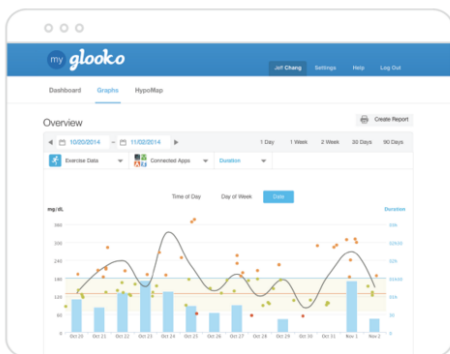 my glooko
Jeff Chang Settings Help Log Out
Dashboard Graphs HypoMap
Overview
Create Report
10/20/2014 - 11/02/2014 1 Day 1 Week 2 Week 30 Days 90 Days
Exercise Data Connected Apps Duration
Time of Day Day of Week Date
mg/dL Duration
360
300
240
180
120
60
0 0
Oct 20 Oct 21 Oct 22 Oct 23 Oct 24 Oct 25 Oct 26 Oct 27 Oct 28 Oct 29 Oct 30 Oct 31 Nov 1 Nov 2